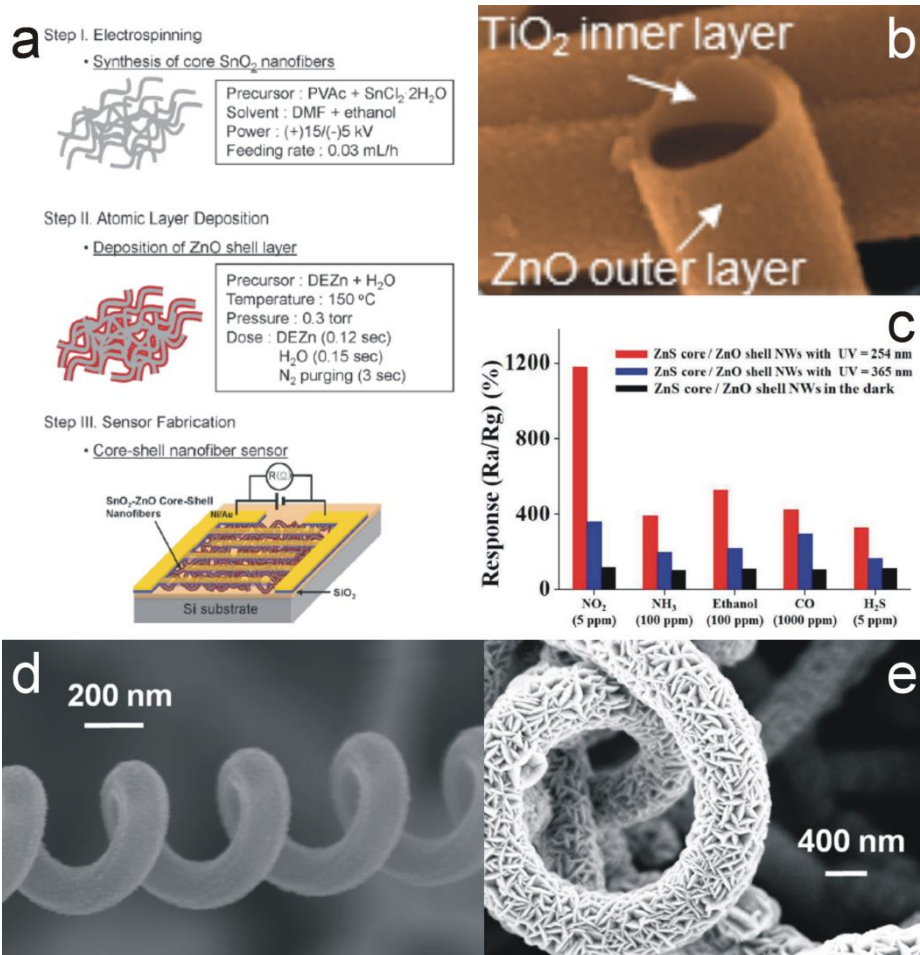 a
Step I. Electrospinning
• Synthesis of core SnO₂ nanofibers
Precursor : PVAc + SnCl₂·2H₂O
Solvent : DMF + ethanol
Power : (+)15/(-)5 kV
Feeding rate : 0.03 mL/h
Step II. Atomic Layer Deposition
• Deposition of ZnO shell layer
Precursor : DEZn + H₂O
Temperature : 150 ºC
Pressure : 0.3 torr
Dose : DEZn (0.12 sec)
H₂O (0.15 sec)
N₂ purging (3 sec)
Step III. Sensor Fabrication
• Core-shell nanofiber sensor
R(Ω)
SnO₂-ZnO Core-Shell
Nanofibers
Ni/Au
SiO₂
Si substrate
b
TiO₂ inner layer
ZnO outer layer
c
ZnS core / ZnO shell NWs with UV = 254 nm
ZnS core / ZnO shell NWs with UV = 365 nm
ZnS core / ZnO shell NWs in the dark
Response (Ra/Rg) (%)
1200
800
400
0
NO₂ NH₃ Ethanol CO H₂S
(5 ppm) (100 ppm) (100 ppm) (1000 ppm) (5 ppm)
d
200 nm
e
400 nm